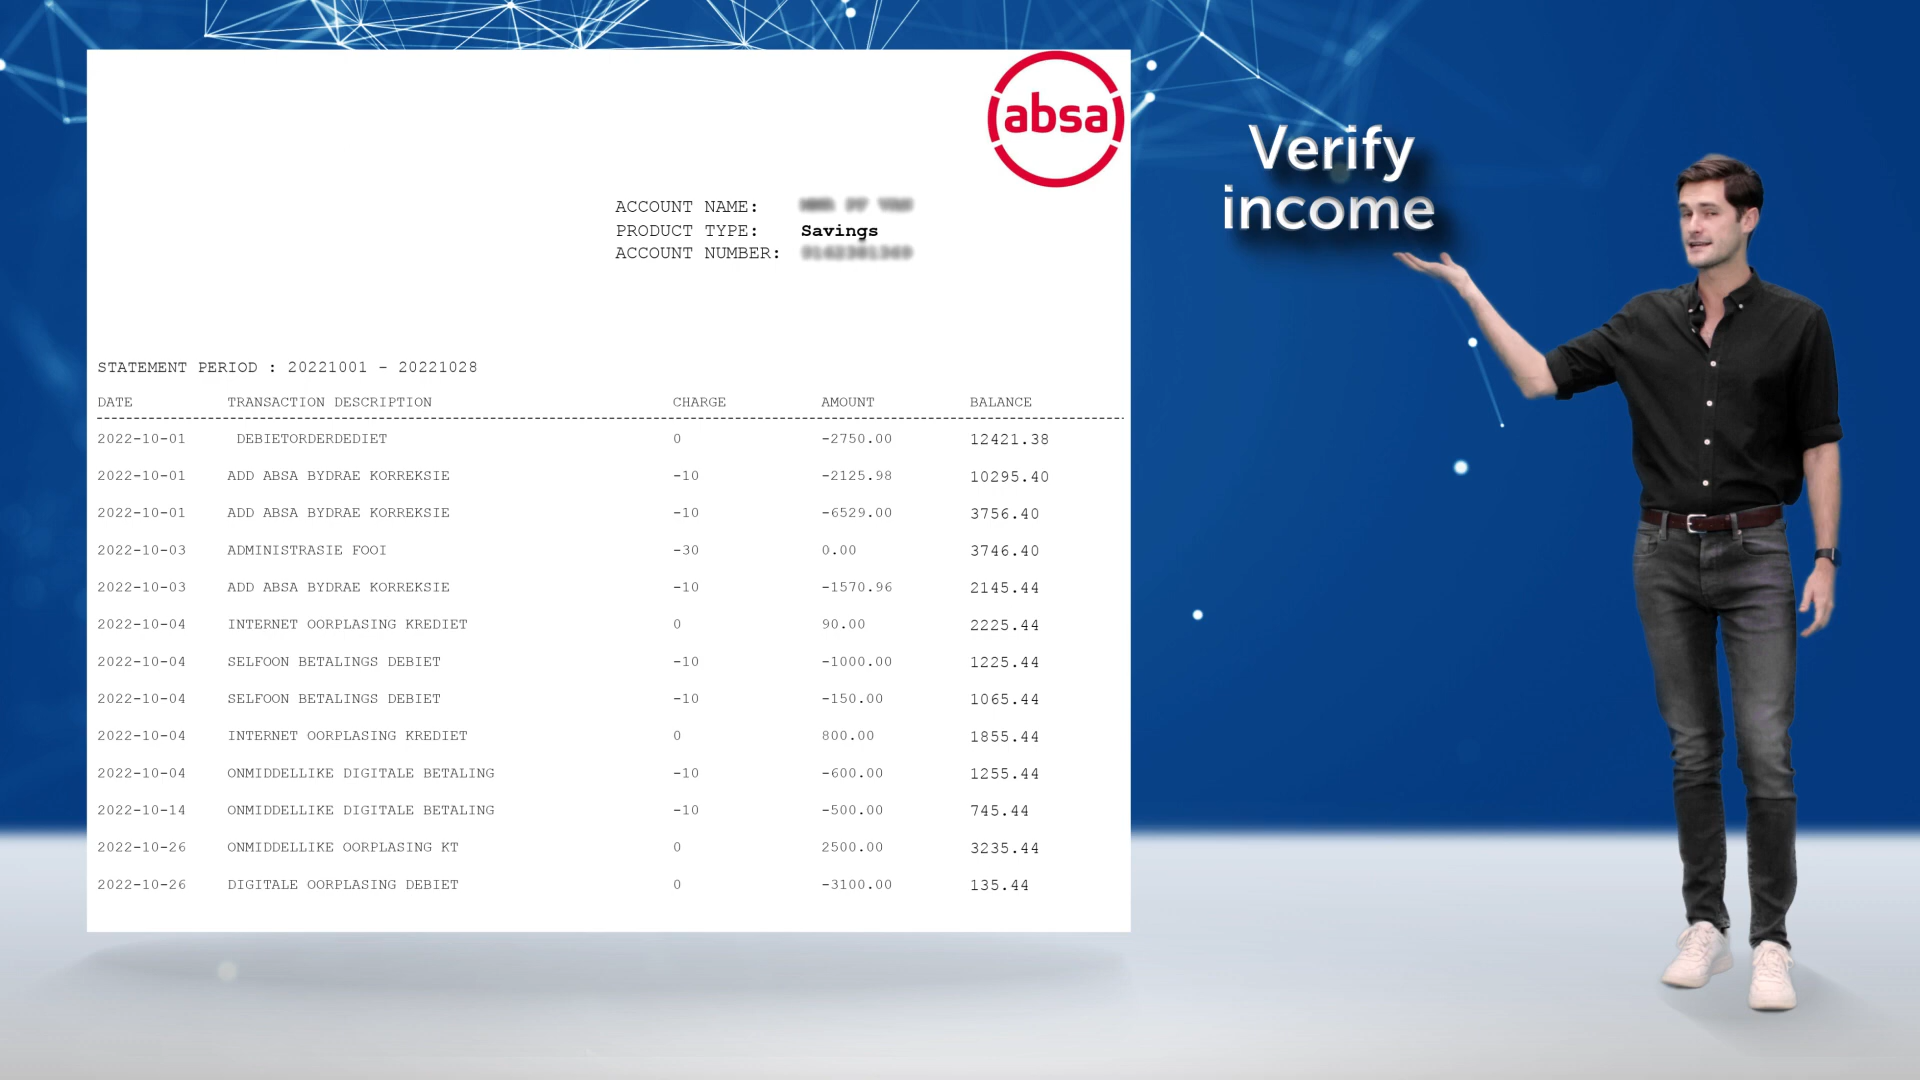 absa
Verify
income
ACCOUNT NAME:
PRODUCT TYPE: Savings
ACCOUNT NUMBER:
STATEMENT PERIOD : 20221001 - 20221028
DATE TRANSACTION DESCRIPTION CHARGE AMOUNT BALANCE
2022-10-01 DEBIETORDERDEDIET 0 -2750.00 12421.38
2022-10-01 ADD ABSA BYDRAE KORREKSIE -10 -2125.98 10295.40
2022-10-01 ADD ABSA BYDRAE KORREKSIE -10 -6529.00 3756.40
2022-10-03 ADMINISTRASIE FOOI -30 0.00 3746.40
2022-10-03 ADD ABSA BYDRAE KORREKSIE -10 -1570.96 2145.44
2022-10-04 INTERNET OORPLASING KREDIET 0 90.00 2225.44
2022-10-04 SELFOON BETALINGS DEBIET -10 -1000.00 1225.44
2022-10-04 SELFOON BETALINGS DEBIET -10 -150.00 1065.44
2022-10-04 INTERNET OORPLASING KREDIET 0 800.00 1855.44
2022-10-04 ONMIDDELLIKE DIGITALE BETALING -10 -600.00 1255.44
2022-10-14 ONMIDDELLIKE DIGITALE BETALING -10 -500.00 745.44
2022-10-26 ONMIDDELLIKE OORPLASING KT 0 2500.00 3235.44
2022-10-26 DIGITALE OORPLASING DEBIET 0 -3100.00 135.44